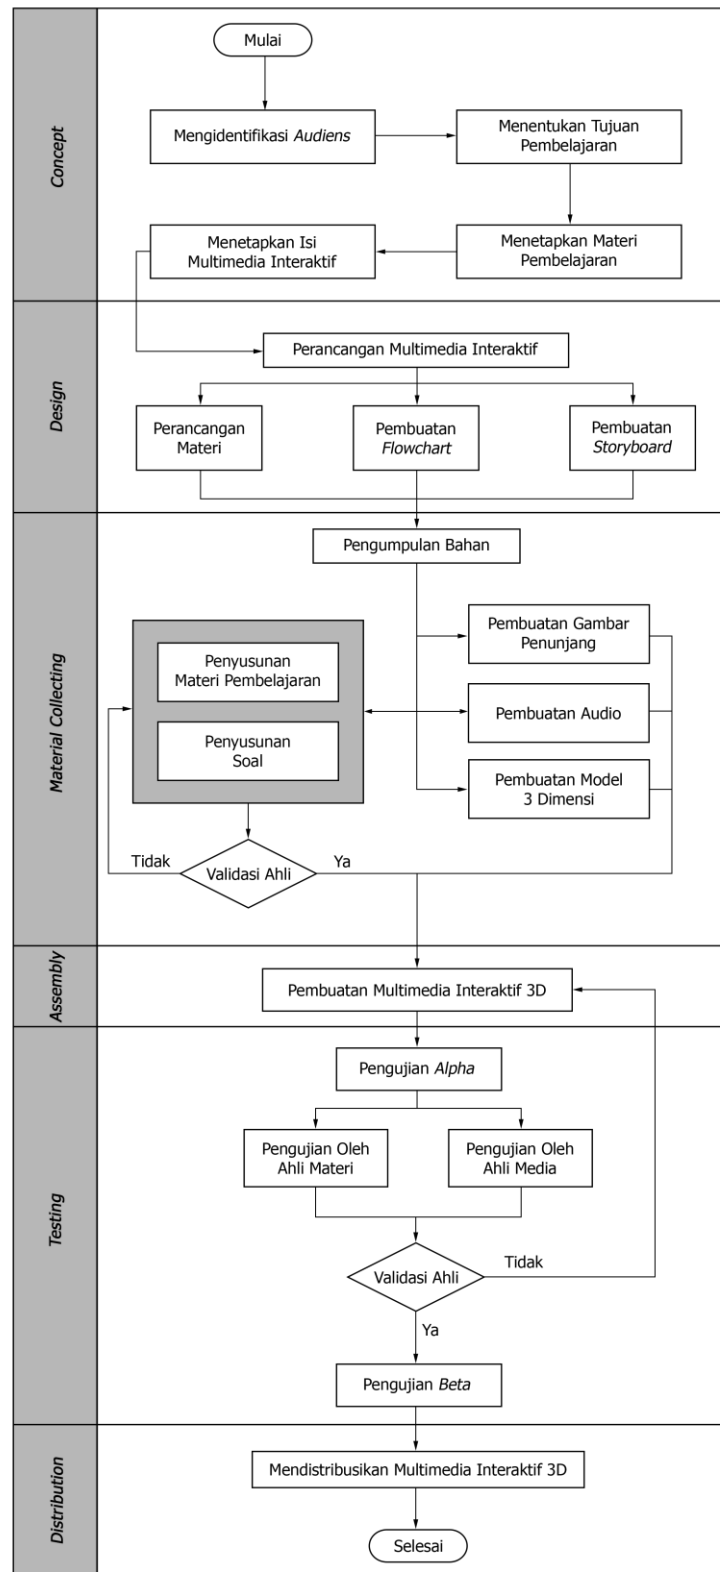 Concept
Mulai
Mengidentifikasi Audiens
Menentukan Tujuan
Pembelajaran
Menetapkan Materi
Pembelajaran
Menetapkan Isi
Multimedia Interaktif
Design
Perancangan Multimedia Interaktif
Perancangan
Materi
Pembuatan
Flowchart
Pembuatan
Storyboard
Material Collecting
Pengumpulan Bahan
Penyusunan
Materi Pembelajaran
Penyusunan
Soal
Pembuatan Gambar
Penunjang
Pembuatan Audio
Pembuatan Model
3 Dimensi
Tidak
Validasi Ahli
Ya
Assembly
Pembuatan Multimedia Interaktif 3D
Testing
Pengujian Alpha
Pengujian Oleh
Ahli Materi
Pengujian Oleh
Ahli Media
Validasi Ahli
Tidak
Ya
Pengujian Beta
Distribution
Mendistribusikan Multimedia Interaktif 3D
Selesai